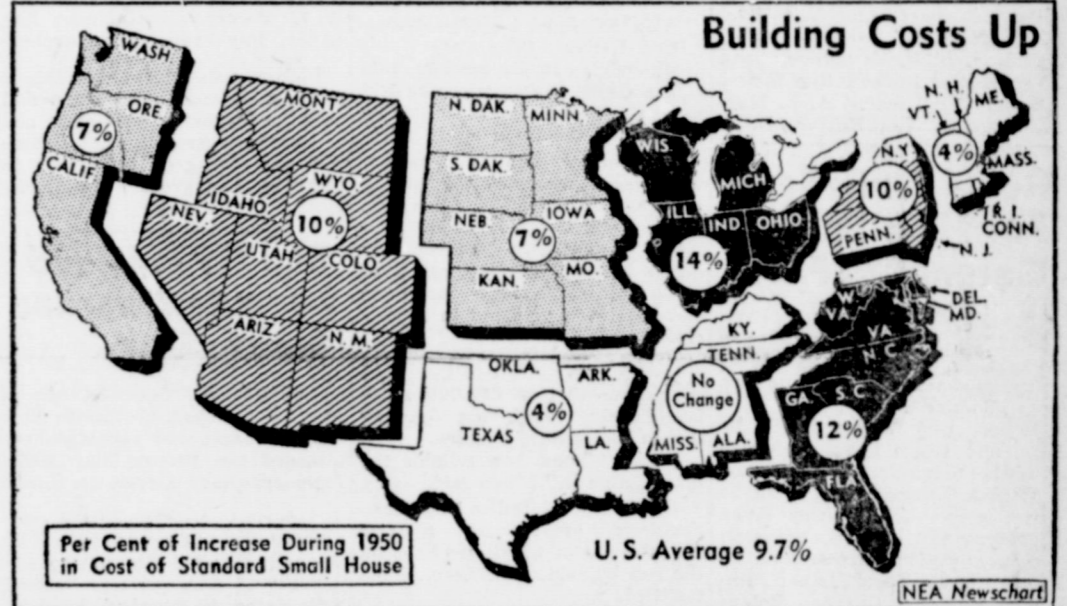 Building Costs Up
WASH
ORE.
7%
CALIF.
MONT.
IDAHO
WYO.
10%
NEV.
UTAH
COLO.
ARIZ
N. M.
N. DAK.
MINN.
S. DAK.
NEB.
IOWA
7%
KAN.
MO.
WIS.
MICH.
ILL.
IND.
OHIO
14%
N. H.
VT.
ME.
4%
MASS.
R. I.
CONN.
N.Y.
10%
PENN.
N. J.
OKLA.
ARK.
4%
TEXAS
LA.
KY.
TENN.
No
Change
MISS.
ALA.
W.
VA.
VA.
DEL.
MD.
N. C.
S. C.
GA.
12%
FLA.
Per Cent of Increase During 1950
in Cost of Standard Small House
U. S. Average 9.7%
NEA Newschart